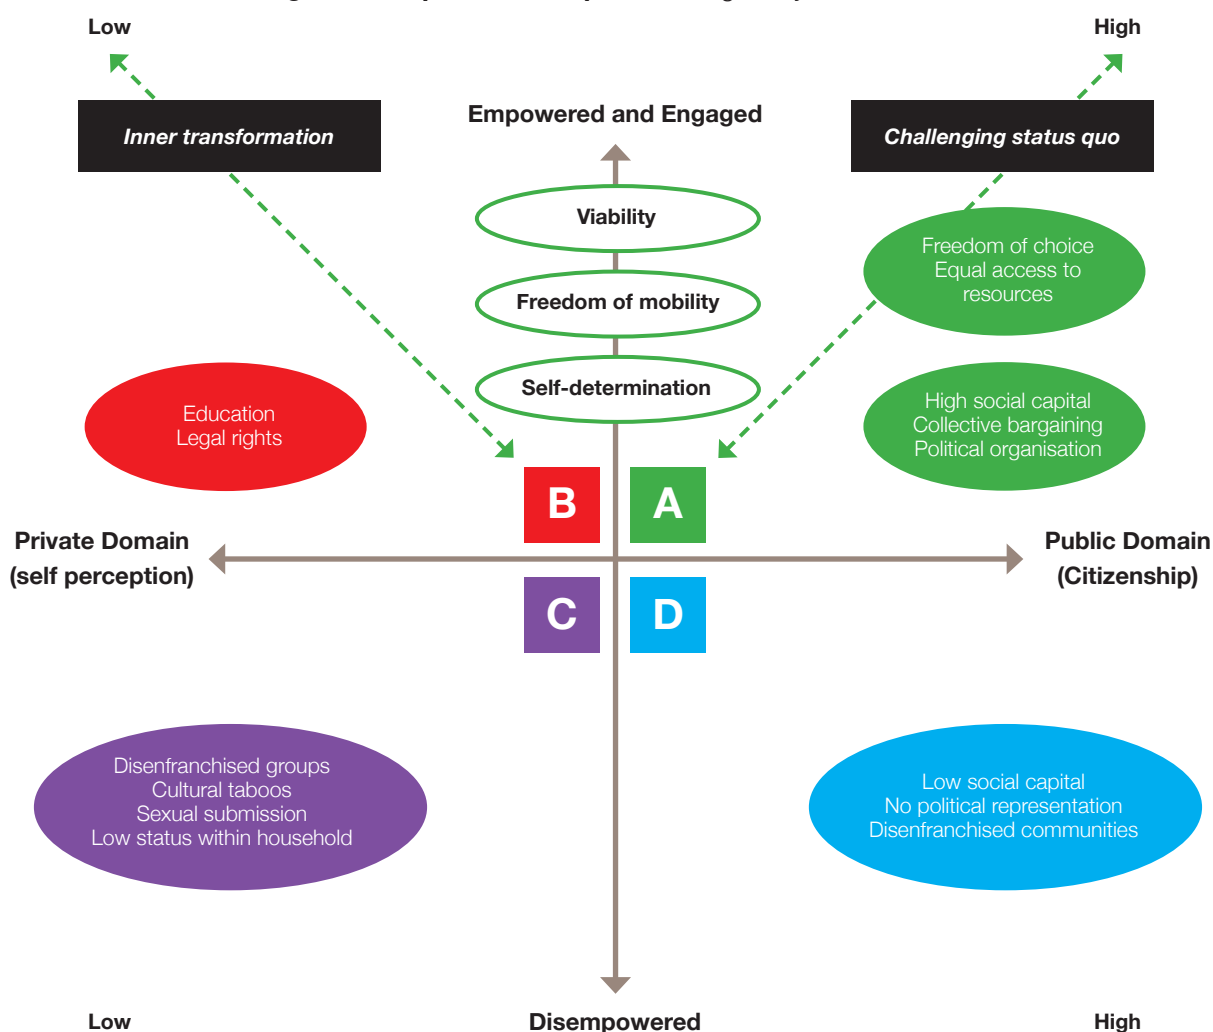 Low
High
Empowered and Engaged
Inner transformation
Challenging status quo
Viability
Freedom of choice
Equal access to
resources
Freedom of mobility
Self-determination
Education
Legal rights
High social capital
Collective bargaining
Political organisation
B
A
Private Domain
(self perception)
Public Domain
(Citizenship)
C
D
Disenfranchised groups
Cultural taboos
Sexual submission
Low status within household
Low social capital
No political representation
Disenfranchised communities
Low
Disempowered
High